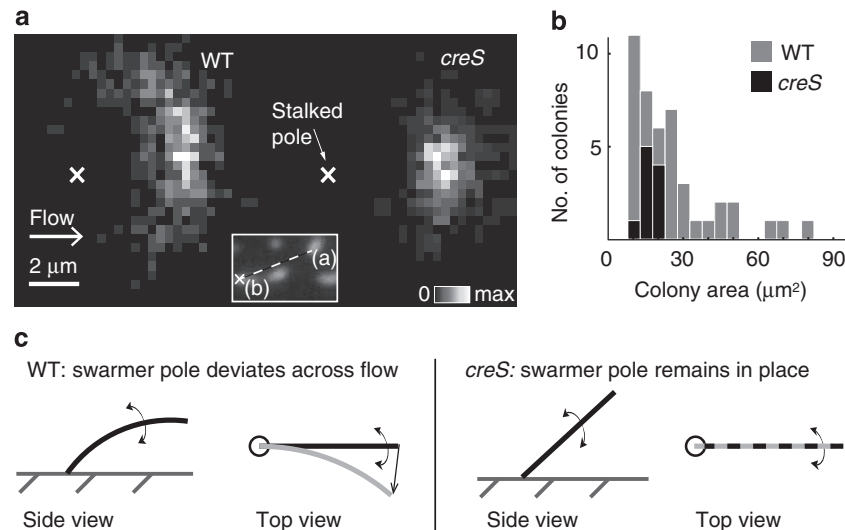 a
WT
creS
Stalked
pole
Flow
2 μm
(a)
(b)
0 max
b
10
5
No. of colonies
WT
creS
0 30 60 90
Colony area (μm²)
c
WT: swarmer pole deviates across flow
Side view
Top view
creS: swarmer pole remains in place
Side view
Top view